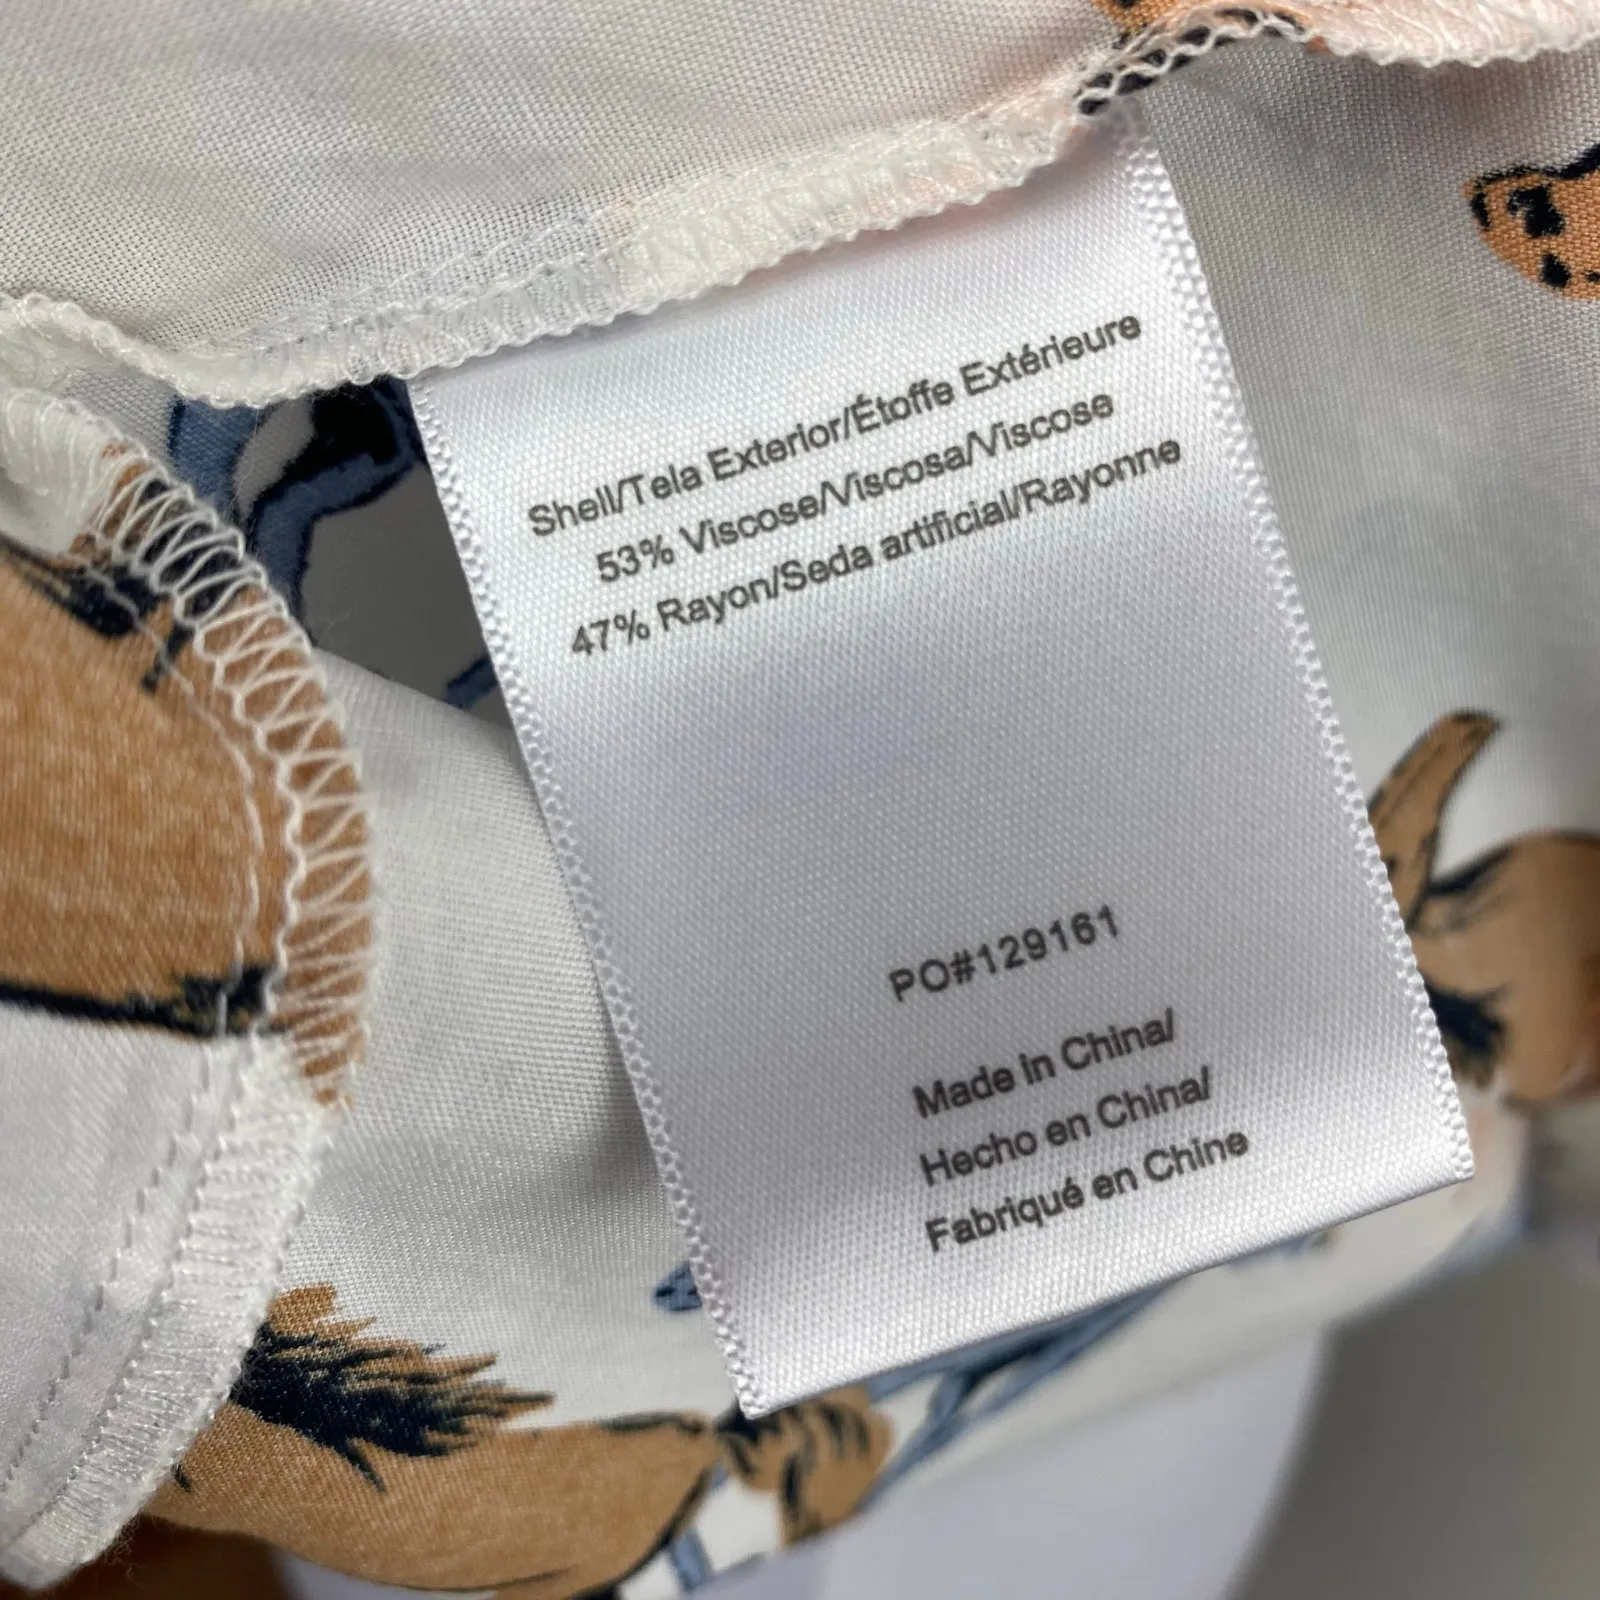 Shell/Tela Exterior/Étoffe Extérieure
53% Viscose/Viscosa/Viscose
47% Rayon/Seda artificial/Rayonne
PO#129161
Made in China/
Hecho en China/
Fabriqué en Chine